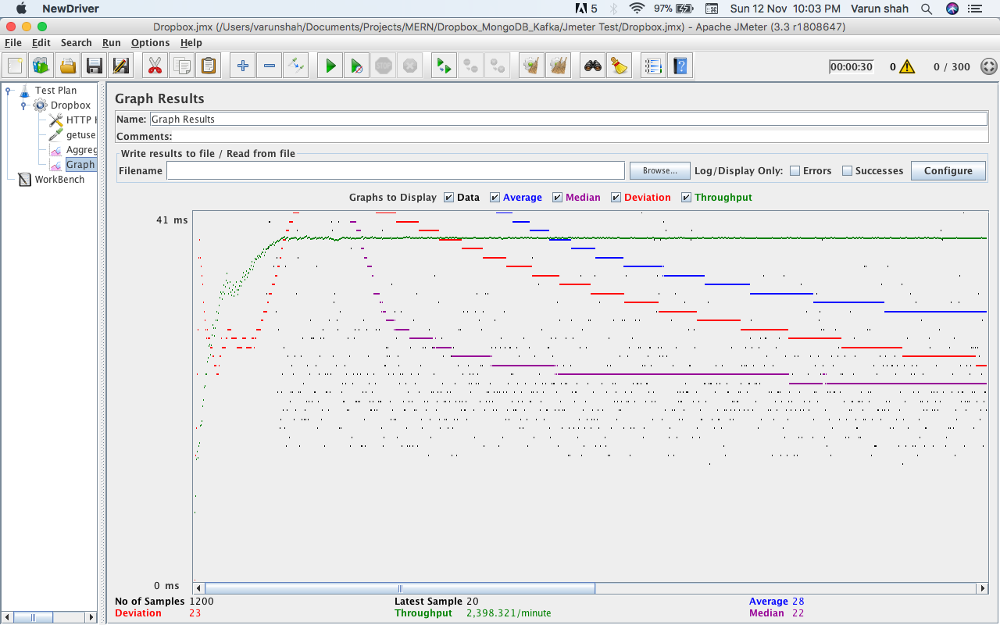 NewDriver 5 97% Sun 12 Nov 10:03 PM Varun shah
Dropbox.jmx (/Users/varunshah/Documents/Projects/MERN/Dropbox_MongoDB_Kafka/Jmeter Test/Dropbox.jmx) - Apache JMeter (3.3 r1808647)
File Edit Search Run Options Help
STOP 00:00:30 0 0 / 300
Test Plan
Dropbox
HTTP H
getuse
Aggreg
Graph
WorkBench
Graph Results
Name: Graph Results
Comments:
Write results to file / Read from file
Filename Browse... Log/Display Only: Errors Successes Configure
Graphs to Display Data Average Median Deviation Throughput
41 ms
0 ms
No of Samples 1200 Latest Sample 20 Average 28
Deviation 23 Throughput 2,398.321/minute Median 22